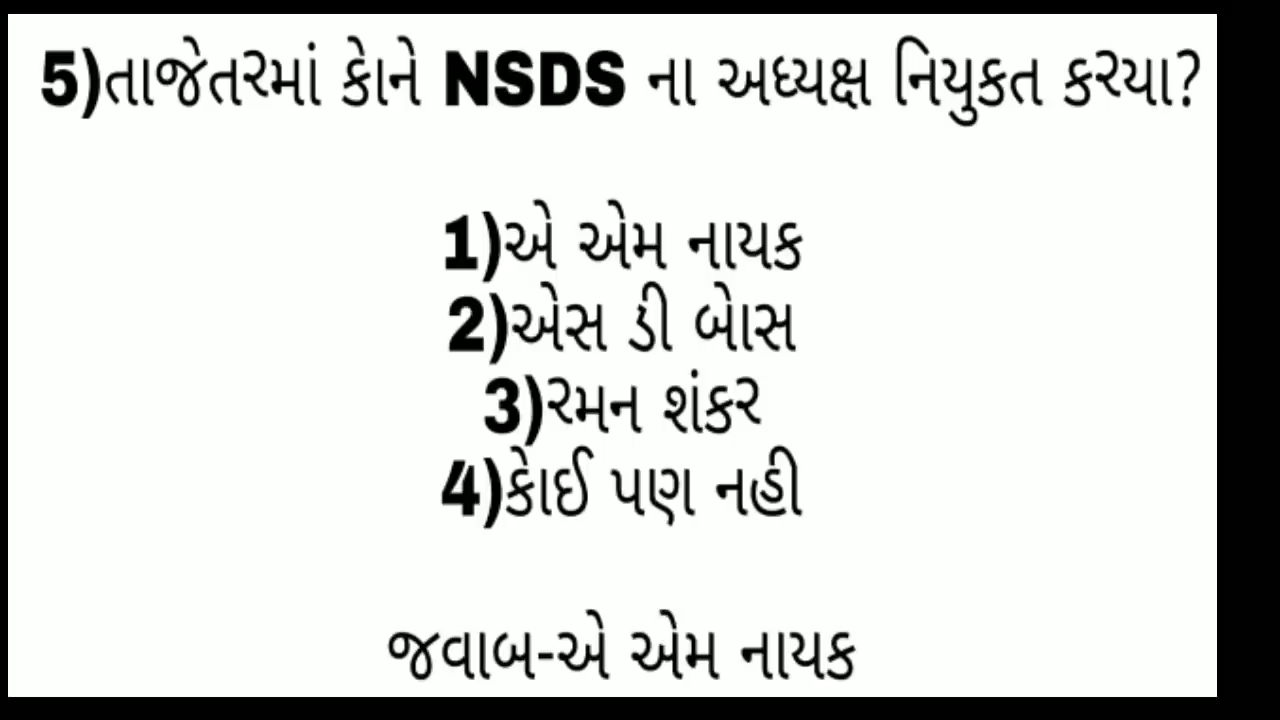 5)તાજેતરમાં કોને NSDS ના અધ્યક્ષ નિયુકત કરયા?
1)એ એમ નાયક
2)એસ ડી બોસ
3)રમન શંકર
4)કોઈ પણ નહી
જવાબ-એ એમ નાયક